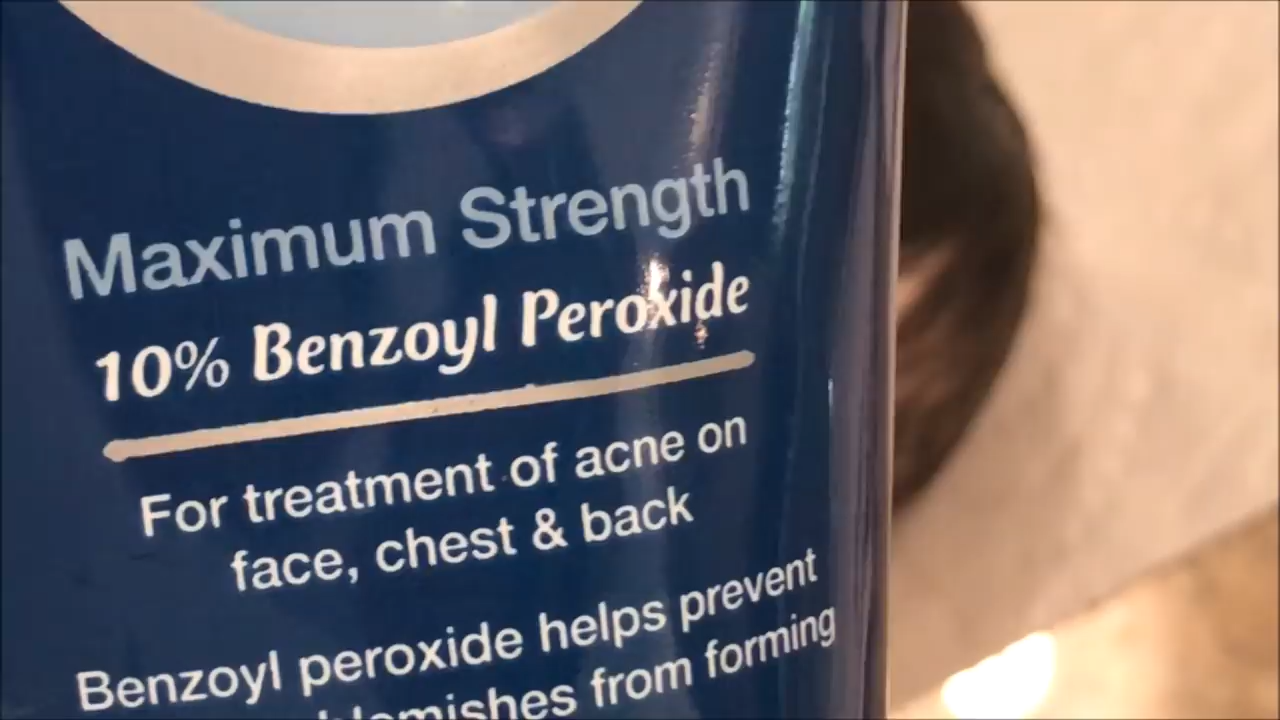 Maximum Strength
10% Benzoyl Peroxide
For treatment of acne on
face, chest & back
Benzoyl peroxide helps prevent
from forming